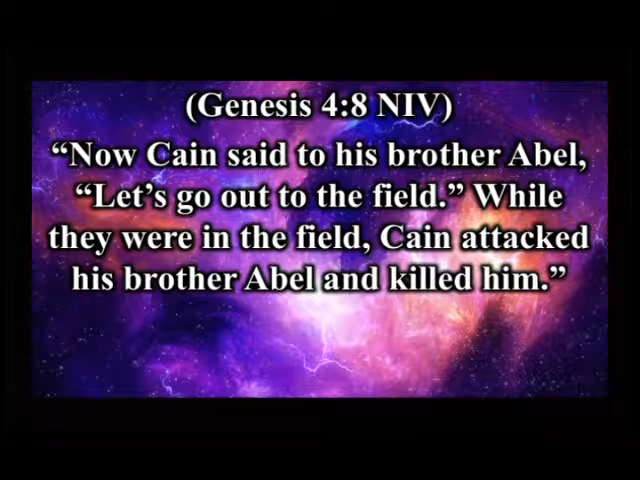 (Genesis 4:8 NIV)
“Now Cain said to his brother Abel,
“Let’s go out to the field.” While
they were in the field, Cain attacked
his brother Abel and killed him.”